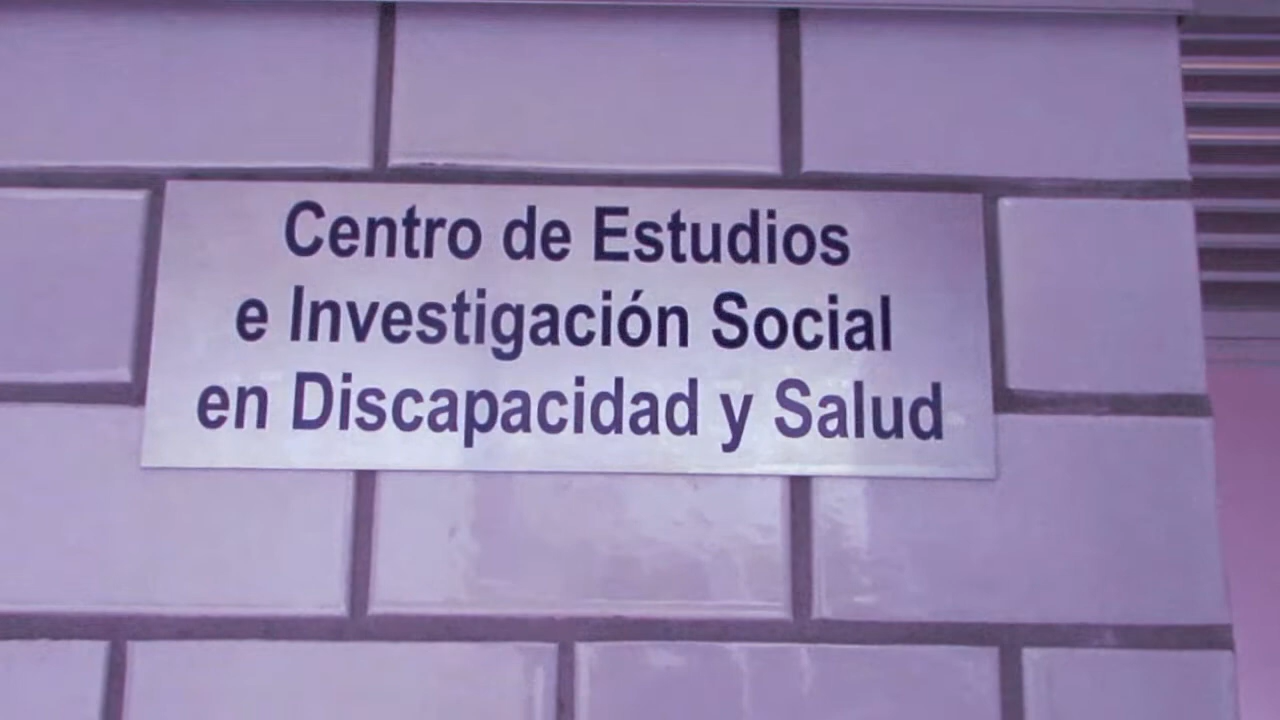 Centro de Estudios
e Investigación Social
en Discapacidad y Salud